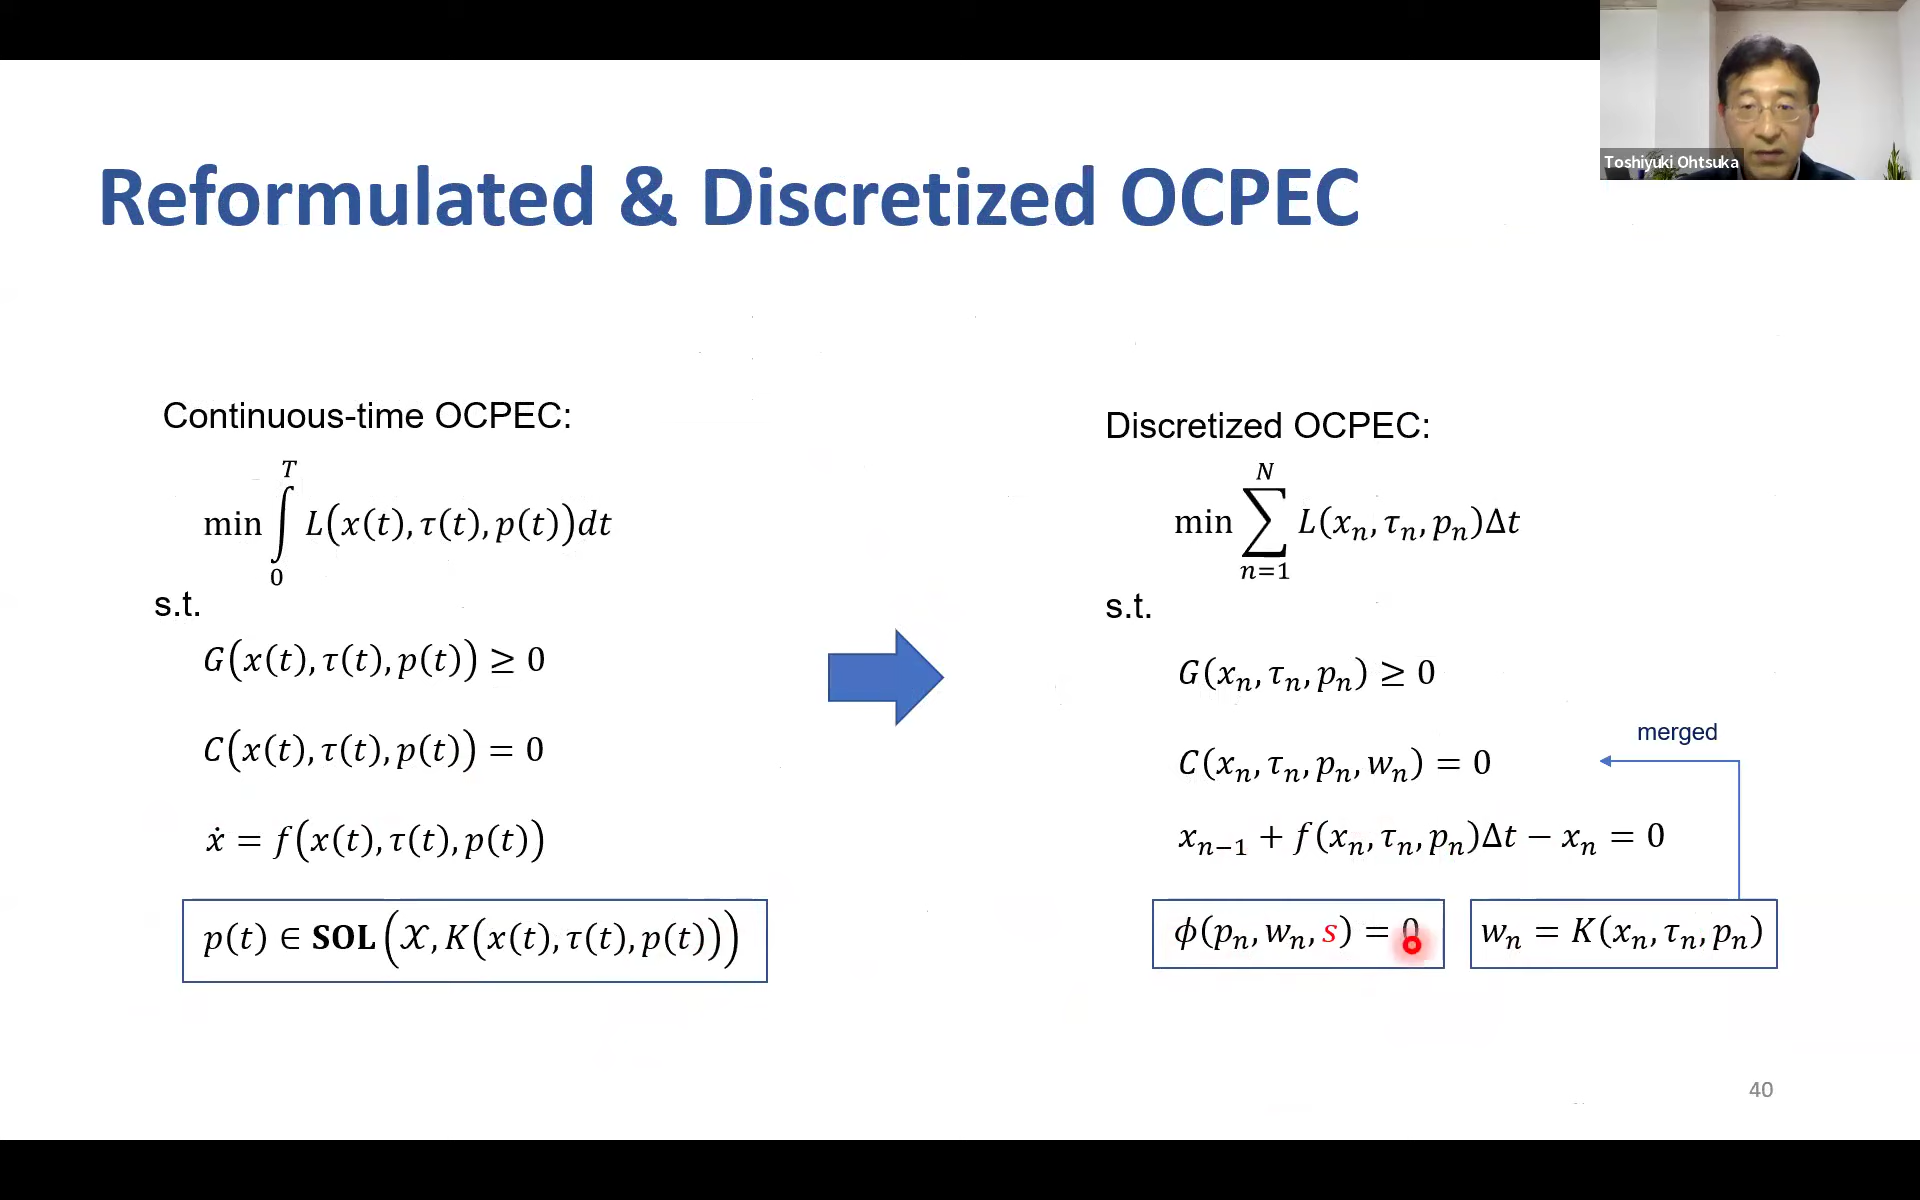 Toshiyuki Ohtsuka
Reformulated & Discretized OCPEC
Continuous-time OCPEC:
min ∫₀ᵀ L(x(t), τ(t), p(t))dt
s.t.
G(x(t), τ(t), p(t)) ≥ 0
C(x(t), τ(t), p(t)) = 0
ẋ = f(x(t), τ(t), p(t))
p(t) ∈ SOL(𝒳, K(x(t), τ(t), p(t)))
Discretized OCPEC:
min ∑ₙ₌₁ᴺ L(xₙ, τₙ, pₙ)Δt
s.t.
G(xₙ, τₙ, pₙ) ≥ 0
merged
C(xₙ, τₙ, pₙ, wₙ) = 0
xₙ₋₁ + f(xₙ, τₙ, pₙ)Δt − xₙ = 0
ϕ(pₙ, wₙ, s) = 0
wₙ = K(xₙ, τₙ, pₙ)
40